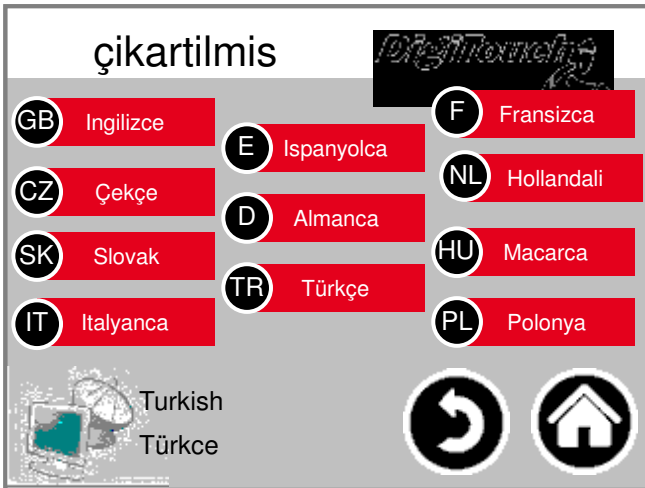 çikartilmis
DigiTouch
GB Ingilizce
CZ Çekçe
SK Slovak
IT Italyanca
E Ispanyolca
D Almanca
TR Türkçe
F Fransizca
NL Hollandali
HU Macarca
PL Polonya
Turkish
Türkce